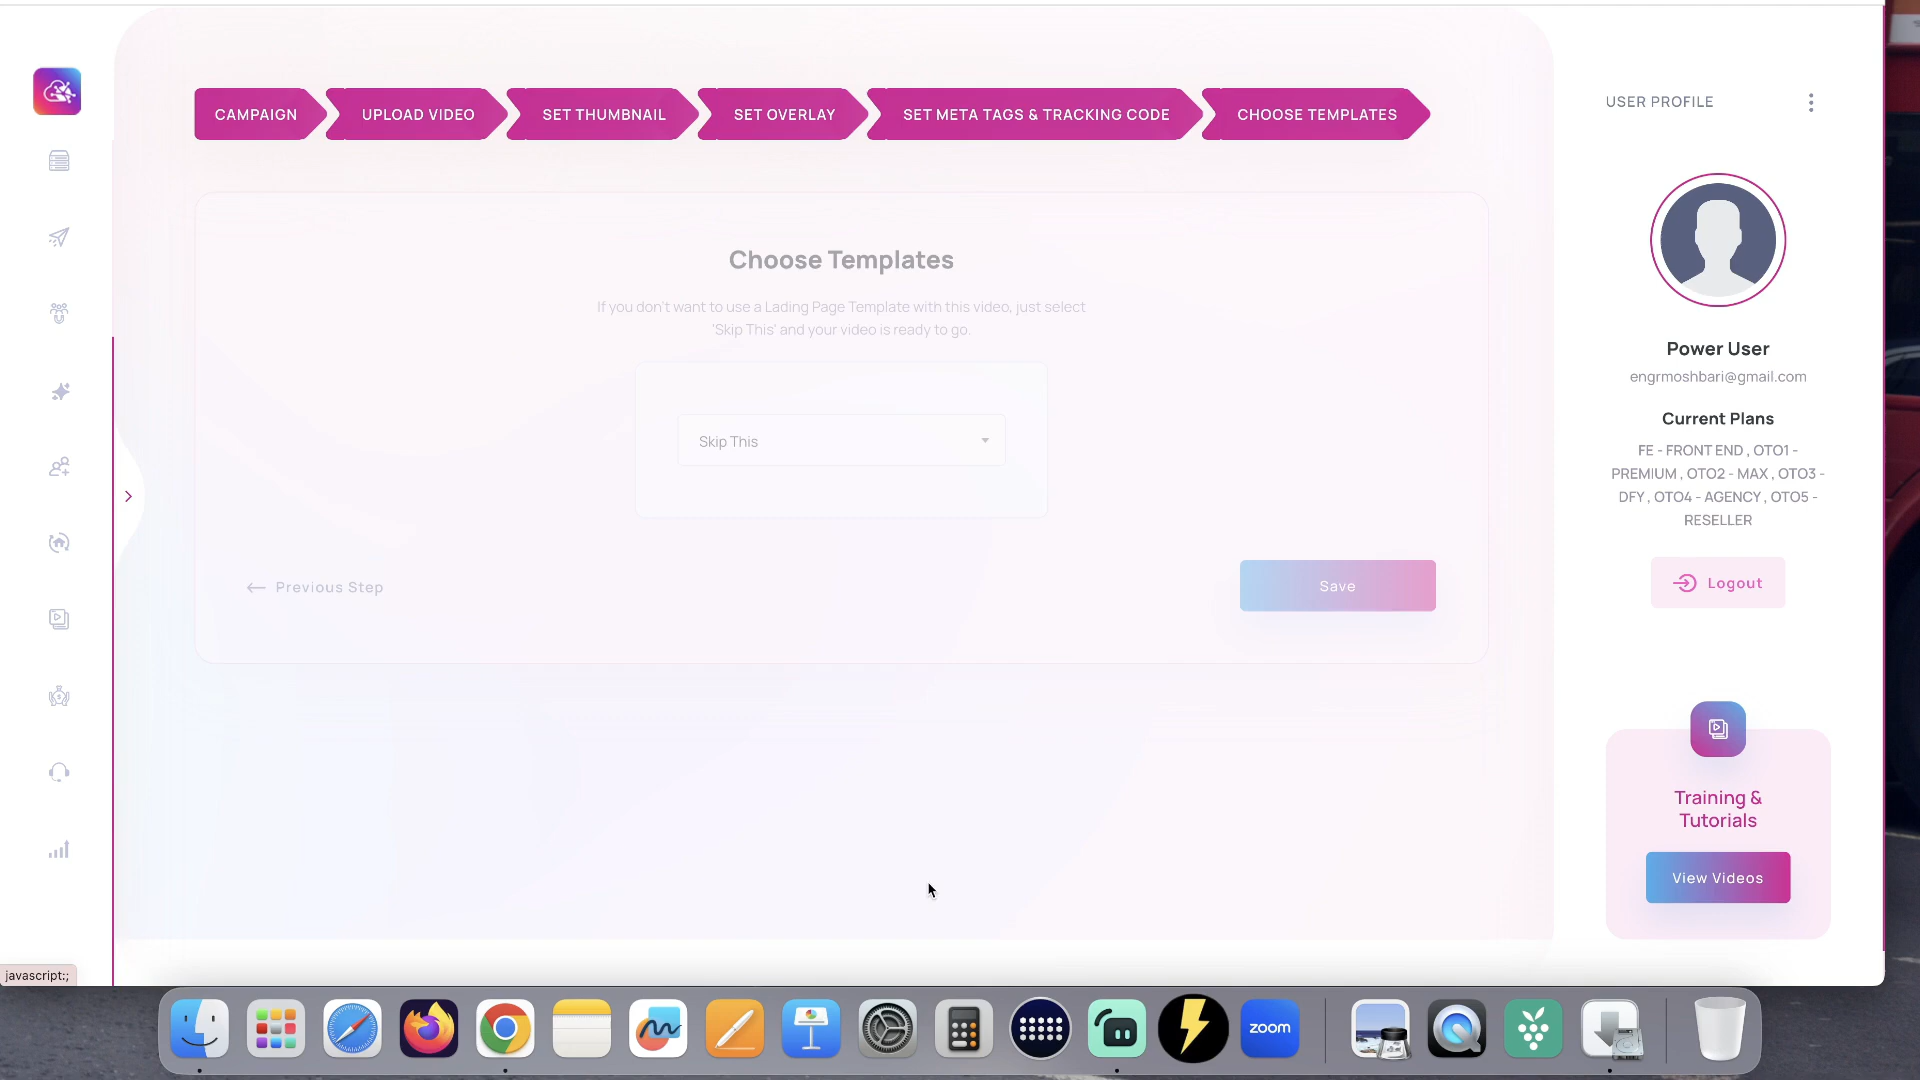 CAMPAIGN
UPLOAD VIDEO
SET THUMBNAIL
SET OVERLAY
SET META TAGS & TRACKING CODE
CHOOSE TEMPLATES
USER PROFILE
Choose Templates
If you don't want to use a Lading Page Template with this video, just select
'Skip This' and your video is ready to go.
Skip This
Previous Step
Save
Power User
engrmoshbari@gmail.com
Current Plans
FE - FRONT END , OTO1 -
PREMIUM , OTO2 - MAX , OTO3 -
DFY , OTO4 - AGENCY , OTO5 -
RESELLER
Logout
Training &
Tutorials
View Videos
javascript:;
zoom